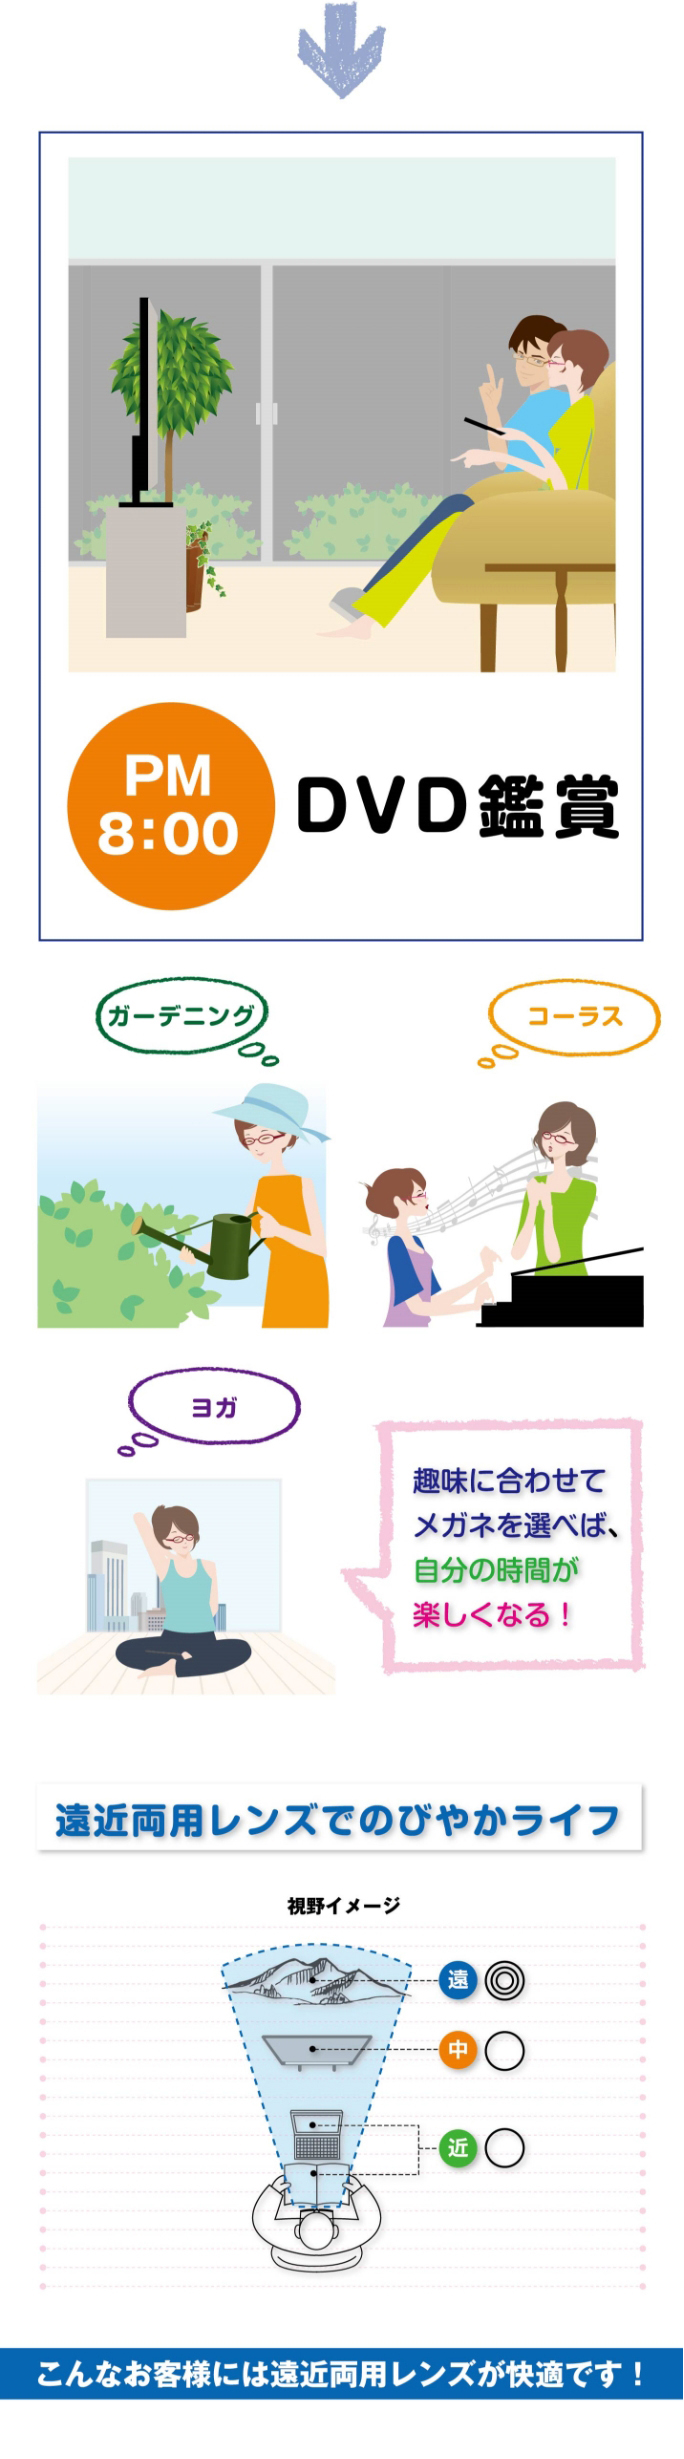 PM
8:00
DVD鑑賞
ガーデニング
コーラス
ヨガ
趣味に合わせて
メガネを選べば、
自分の時間が
楽しくなる！
遠近両用レンズでのびやかライフ
視野イメージ
遠 ◎
中 ○
近 ○
こんなお客様には遠近両用レンズが快適です！